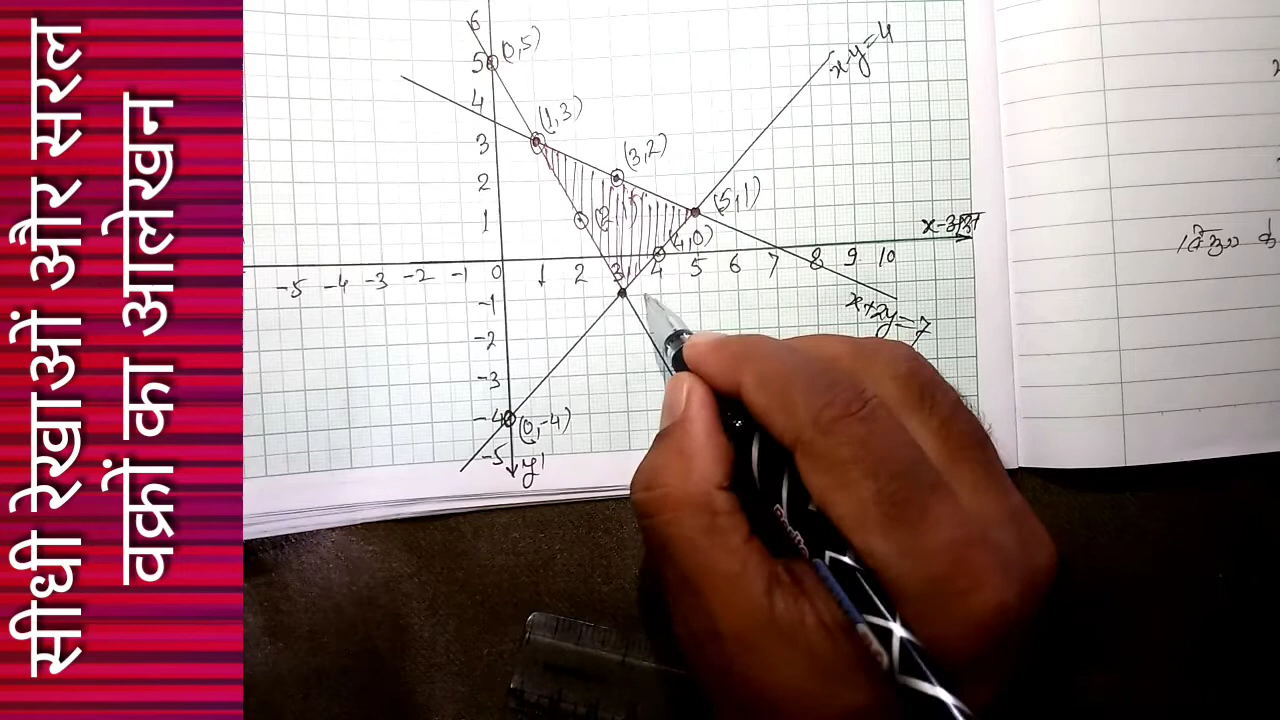 सीधी रेखाओं और सरल
वक्रों का आलेखन
6
5 (0,5)
4
3 (1,3)
2 (3,2)
1 (5,1)
(4,0)
x-y=4
-5 -4 -3 -2 -1 0 1 2 3 4 5 6 7 8 9 10
-1
-2
-3
-4 (0,-4)
-5 y'
x+2y=7